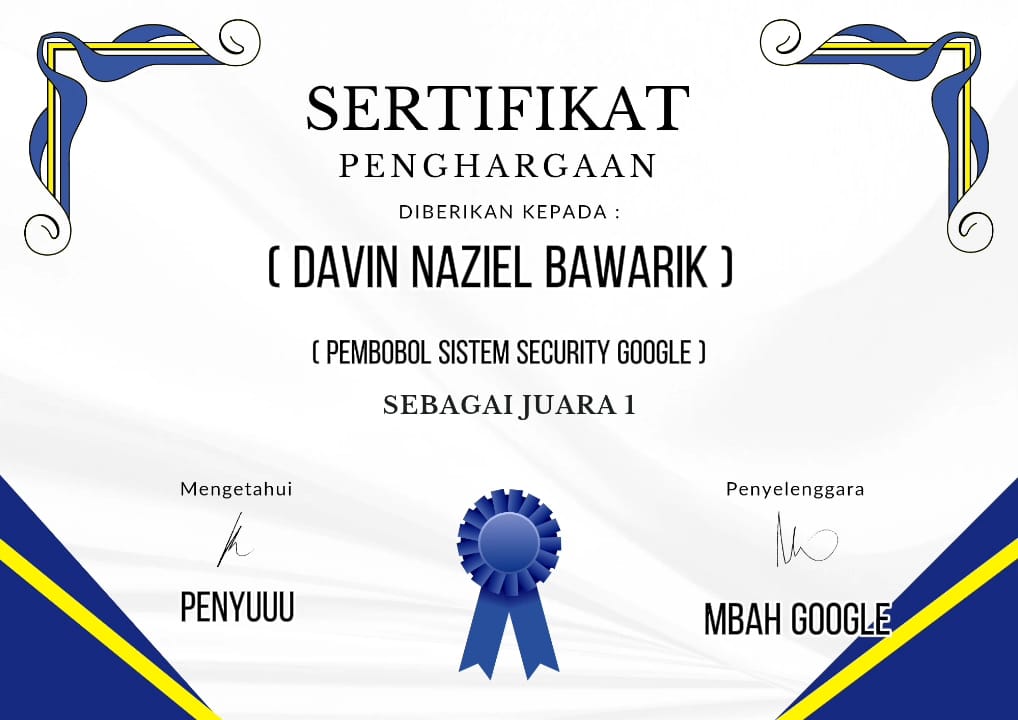 SERTIFIKAT
PENGHARGAAN
DIBERIKAN KEPADA :
( DAVIN NAZIEL BAWARIK )
( PEMBOBOL SISTEM SECURITY GOOGLE )
SEBAGAI JUARA 1
Mengetahui
Penyelenggara
PENYUUU
MBAH GOOGLE